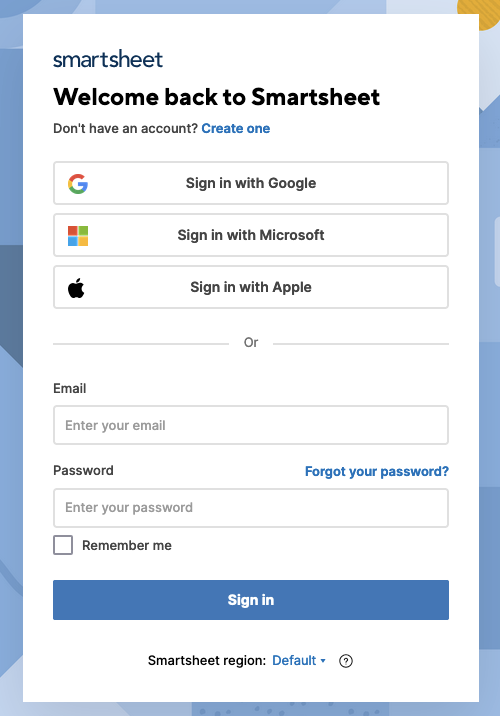 smartsheet
Welcome back to Smartsheet
Don't have an account? Create one
Sign in with Google
Sign in with Microsoft
Sign in with Apple
Or
Email
Enter your email
Password Forgot your password?
Enter your password
Remember me
Sign in
Smartsheet region: Default ?